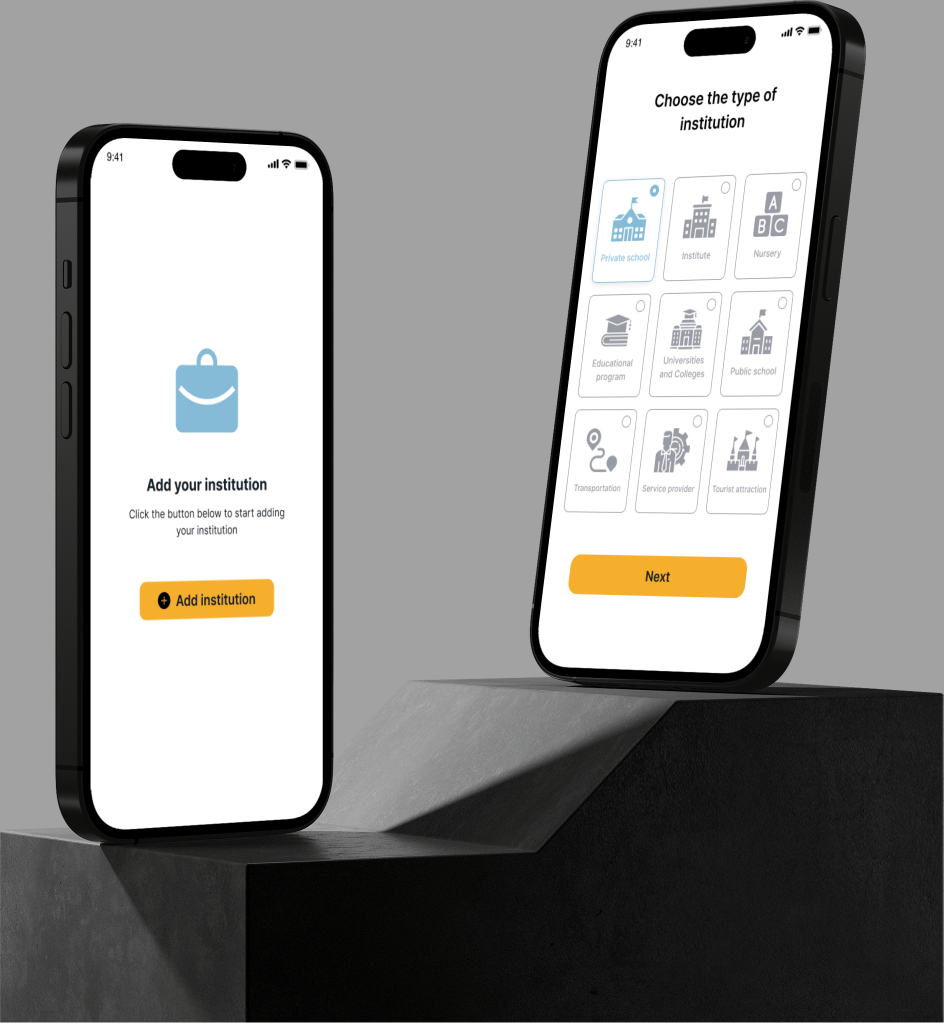 9:41
Add your institution
Click the button below to start adding
your institution
Add institution
9:41
Choose the type of
institution
Private school
Institute
A
B C
Nursery
Educational
program
Universities
and Colleges
Public school
Transportation
Service provider
Tourist attraction
Next